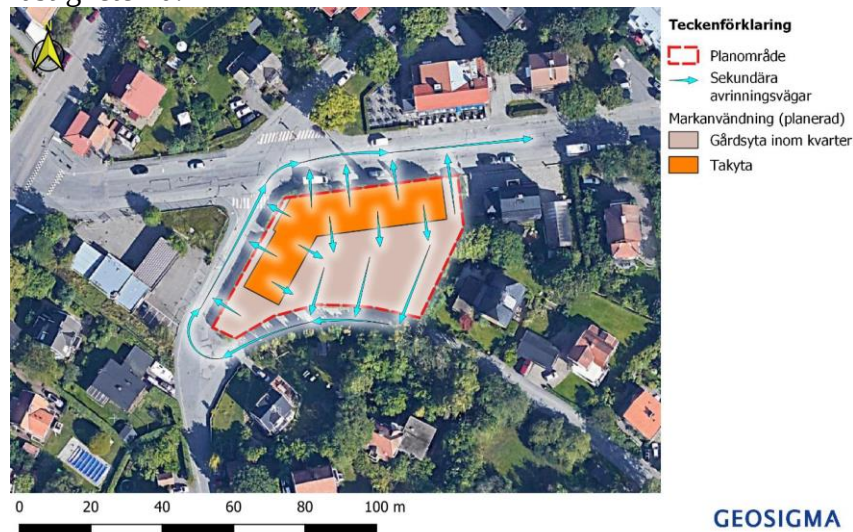 Teckenförklaring
Planområde
Sekundära
avrinningsvägar
Markanvändning (planerad)
Gårdsyta inom kvarter
Takyta
0 20 40 60 80 100 m
GEOSIGMA